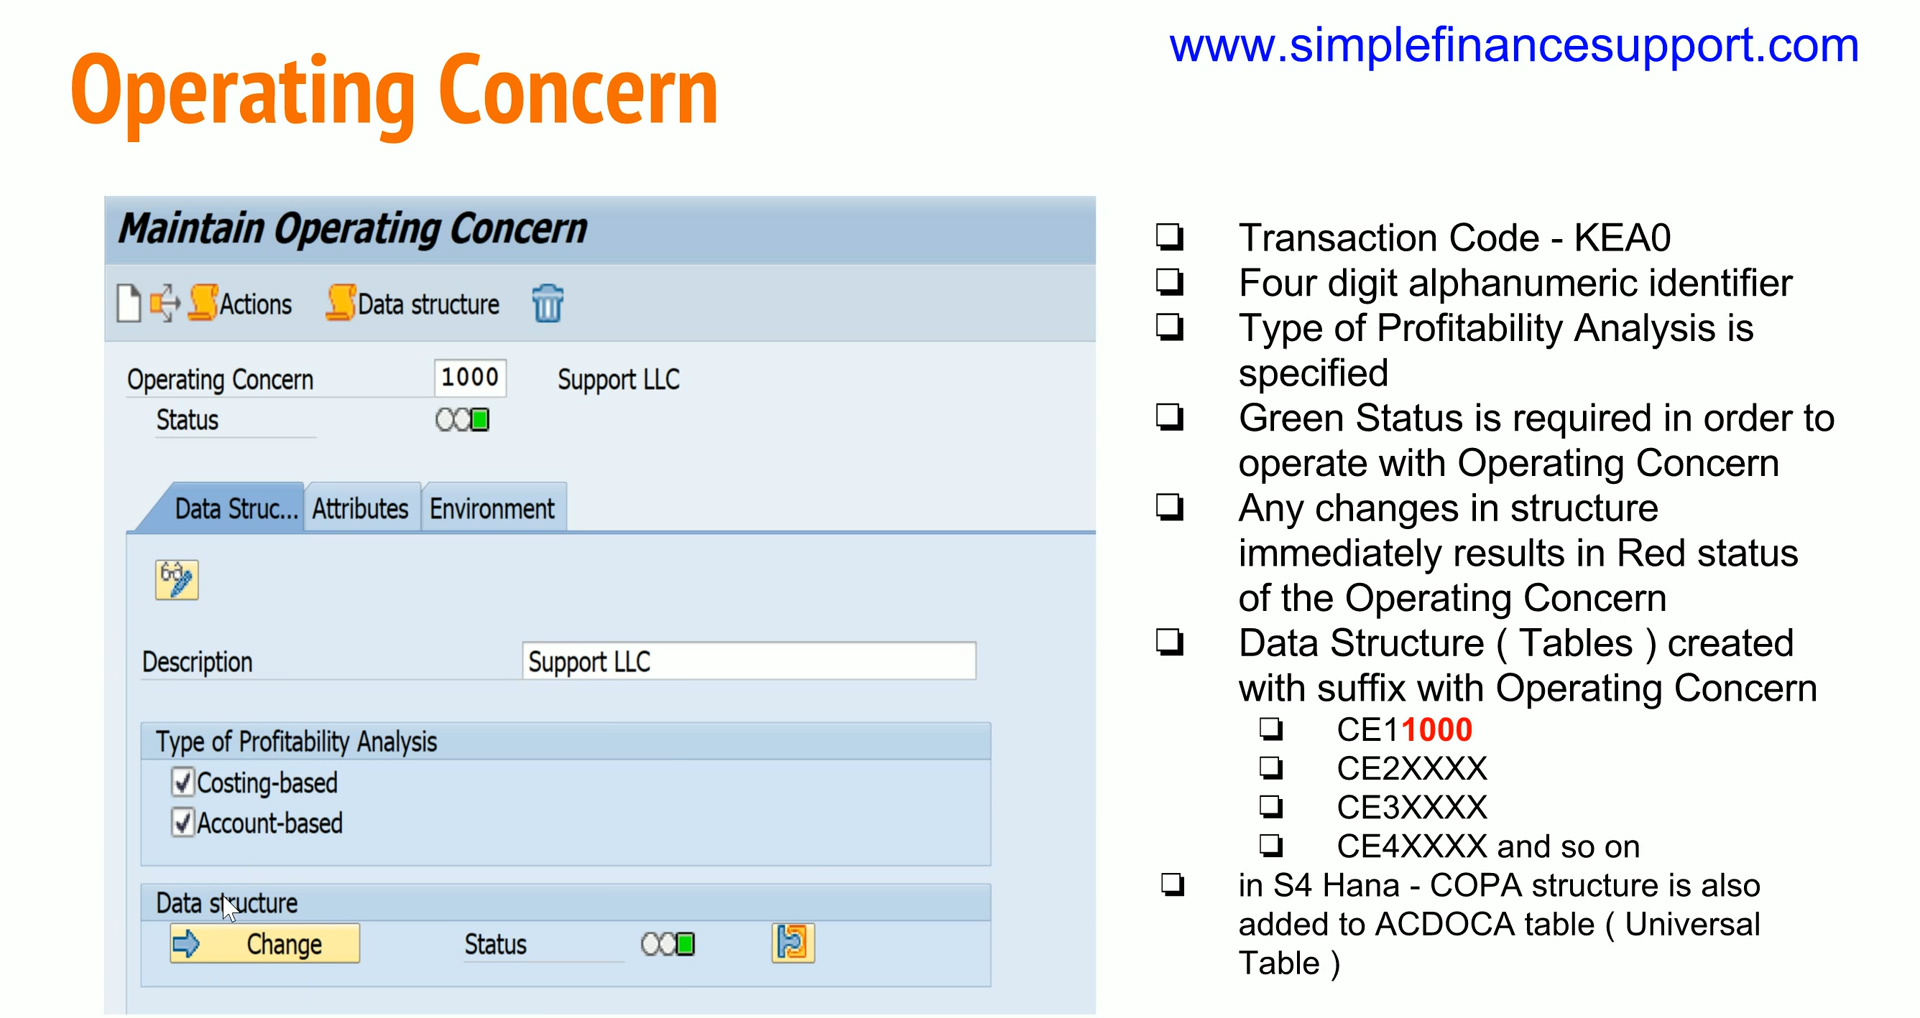 www.simplefinancesupport.com
Operating Concern
Maintain Operating Concern
Actions Data structure
Operating Concern 1000 Support LLC
Status
Data Struc... Attributes Environment
Description Support LLC
Type of Profitability Analysis
Costing-based
Account-based
Data structure
Change Status
Transaction Code - KEA0
Four digit alphanumeric identifier
Type of Profitability Analysis is
specified
Green Status is required in order to
operate with Operating Concern
Any changes in structure
immediately results in Red status
of the Operating Concern
Data Structure ( Tables ) created
with suffix with Operating Concern
CE11000
CE2XXXX
CE3XXXX
CE4XXXX and so on
in S4 Hana - COPA structure is also
added to ACDOCA table ( Universal
Table )